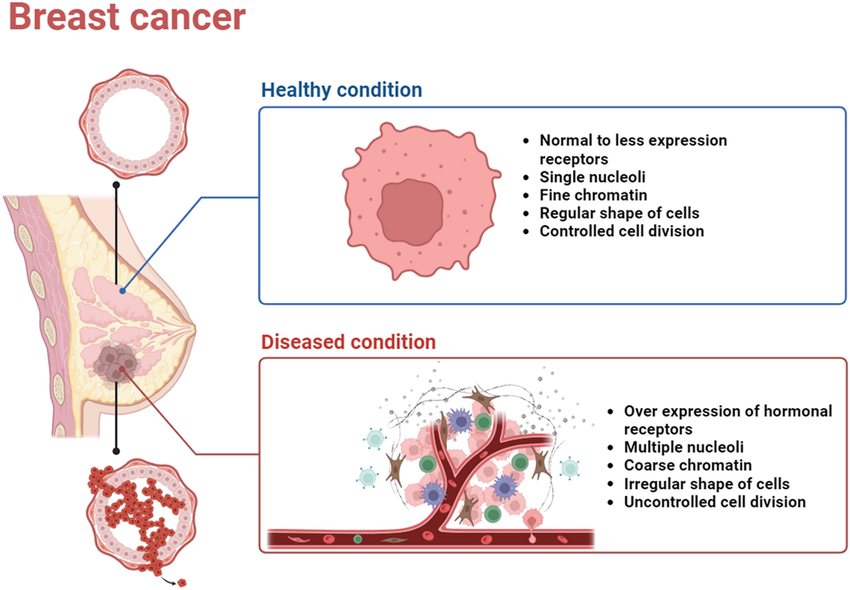 Breast cancer
Healthy condition
• Normal to less expression
receptors
• Single nucleoli
• Fine chromatin
• Regular shape of cells
• Controlled cell division
Diseased condition
• Over expression of hormonal
receptors
• Multiple nucleoli
• Coarse chromatin
• Irregular shape of cells
• Uncontrolled cell division